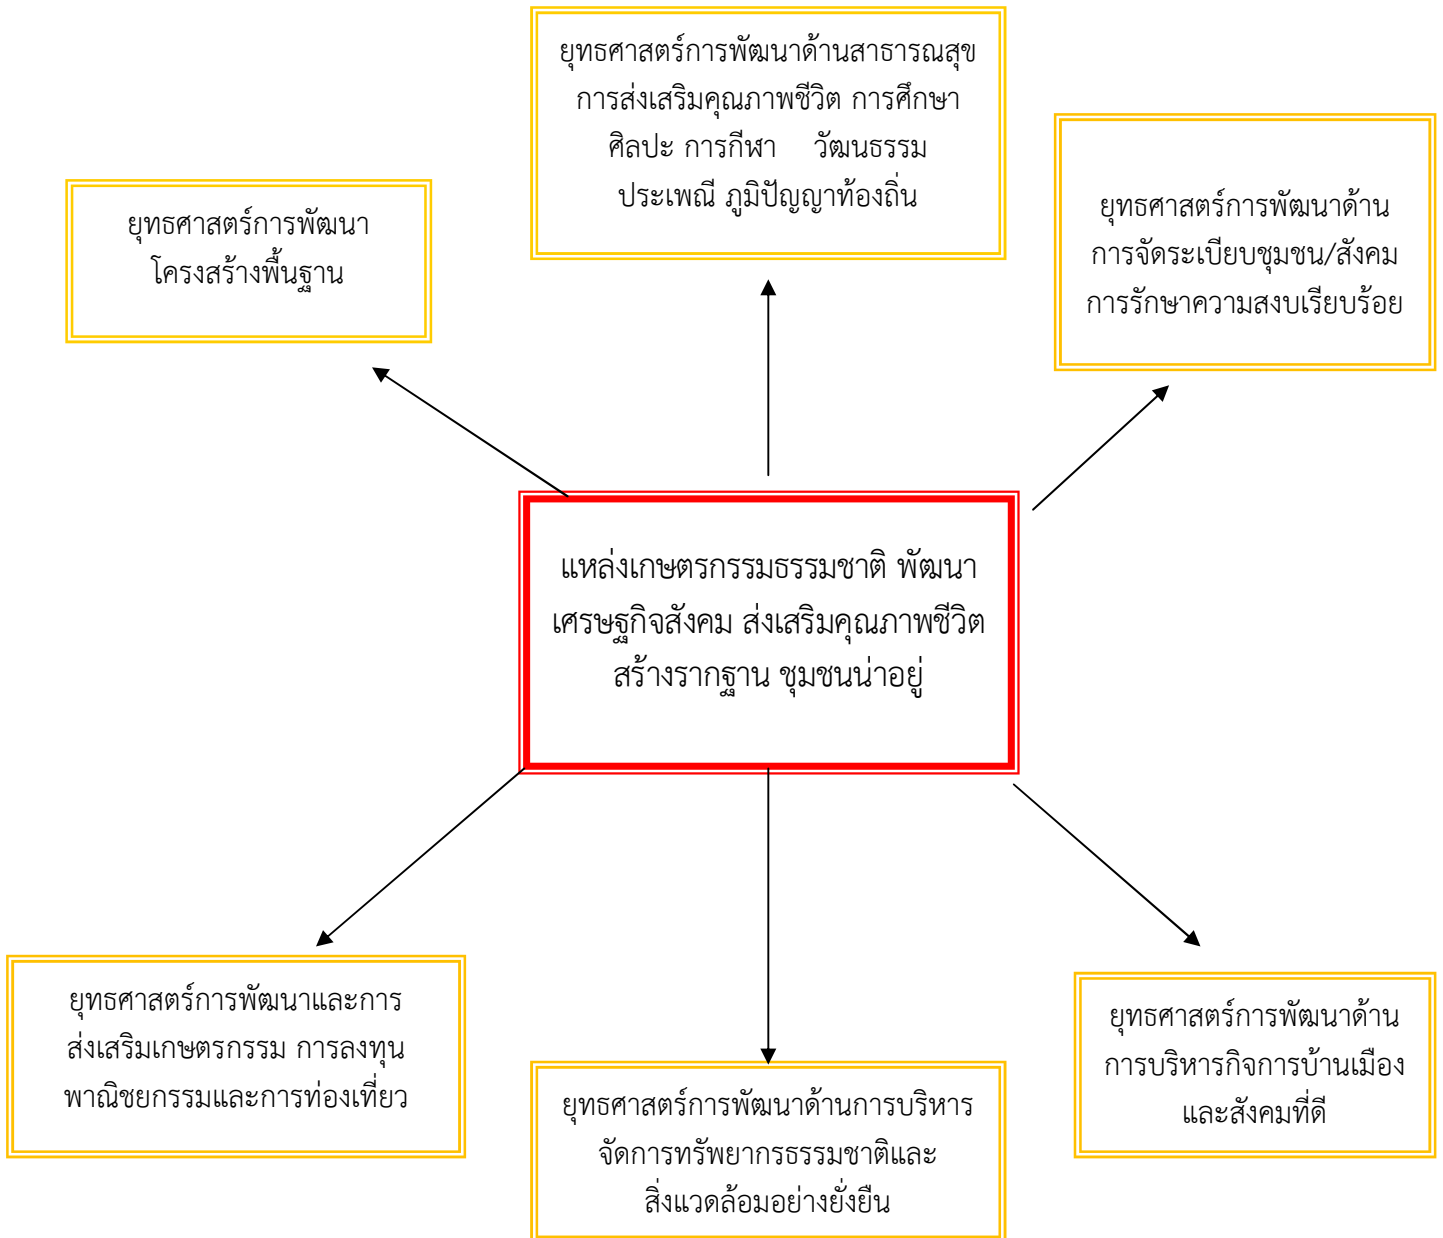 ยุทธศาสตร์การพัฒนาด้านสาธารณสุข
การส่งเสริมคุณภาพชีวิต การศึกษา
ศิลปะ การกีฬา วัฒนธรรม
ประเพณี ภูมิปัญญาท้องถิ่น
ยุทธศาสตร์การพัฒนา
โครงสร้างพื้นฐาน
ยุทธศาสตร์การพัฒนาด้าน
การจัดระเบียบชุมชน/สังคม
การรักษาความสงบเรียบร้อย
แหล่งเกษตรกรรมธรรมชาติ พัฒนา
เศรษฐกิจสังคม ส่งเสริมคุณภาพชีวิต
สร้างรากฐาน ชุมชนน่าอยู่
ยุทธศาสตร์การพัฒนาและการ
ส่งเสริมเกษตรกรรม การลงทุน
พาณิชยกรรมและการท่องเที่ยว
ยุทธศาสตร์การพัฒนาด้านการบริหาร
จัดการทรัพยากรธรรมชาติและ
สิ่งแวดล้อมอย่างยั่งยืน
ยุทธศาสตร์การพัฒนาด้าน
การบริหารกิจการบ้านเมือง
และสังคมที่ดี